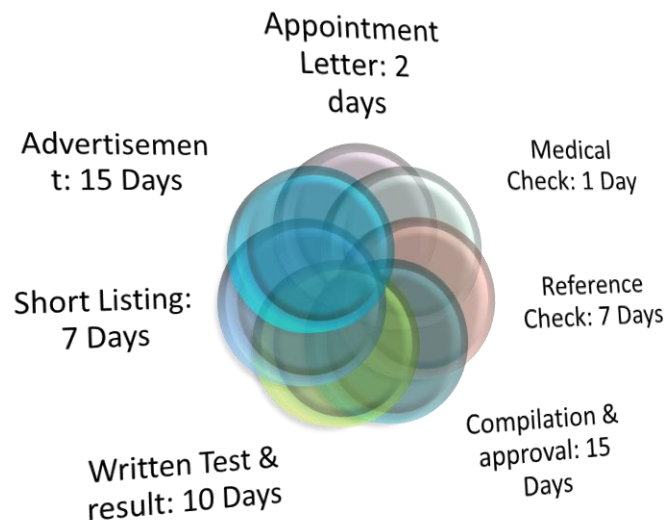 Appointment
Letter: 2
days
Advertisemen
t: 15 Days
Medical
Check: 1 Day
Short Listing:
7 Days
Reference
Check: 7 Days
Written Test &
result: 10 Days
Compilation &
approval: 15
Days